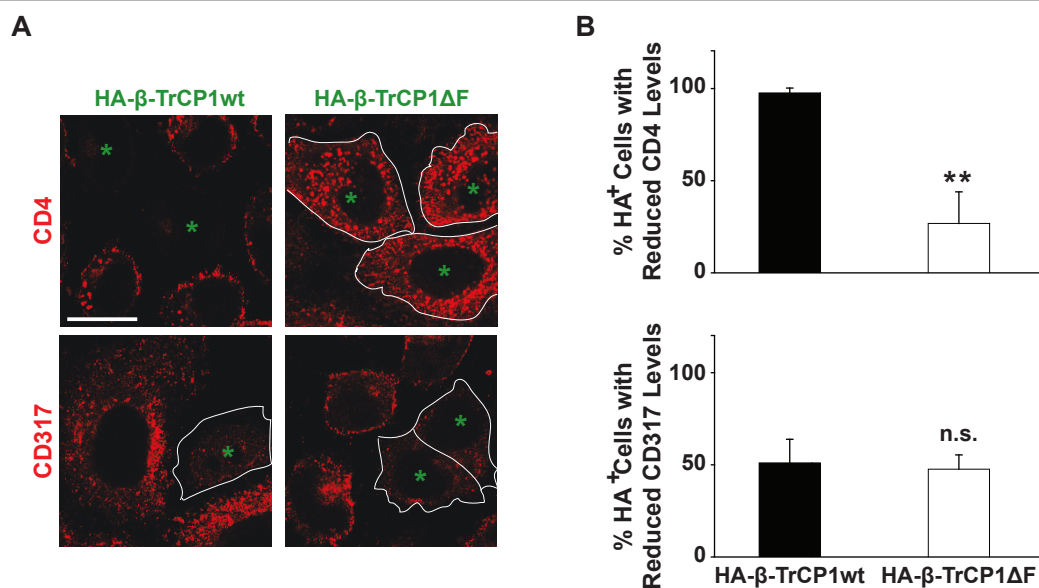 A
HA-β-TrCP1wt
HA-β-TrCP1ΔF
CD4
* * * * *
CD317
* * *
B
% HA+ Cells with
Reduced CD4 Levels
100
50
0
**
% HA+Cells with
Reduced CD317 Levels
100
50
0
n.s.
HA-β-TrCP1wt
HA-β-TrCP1ΔF